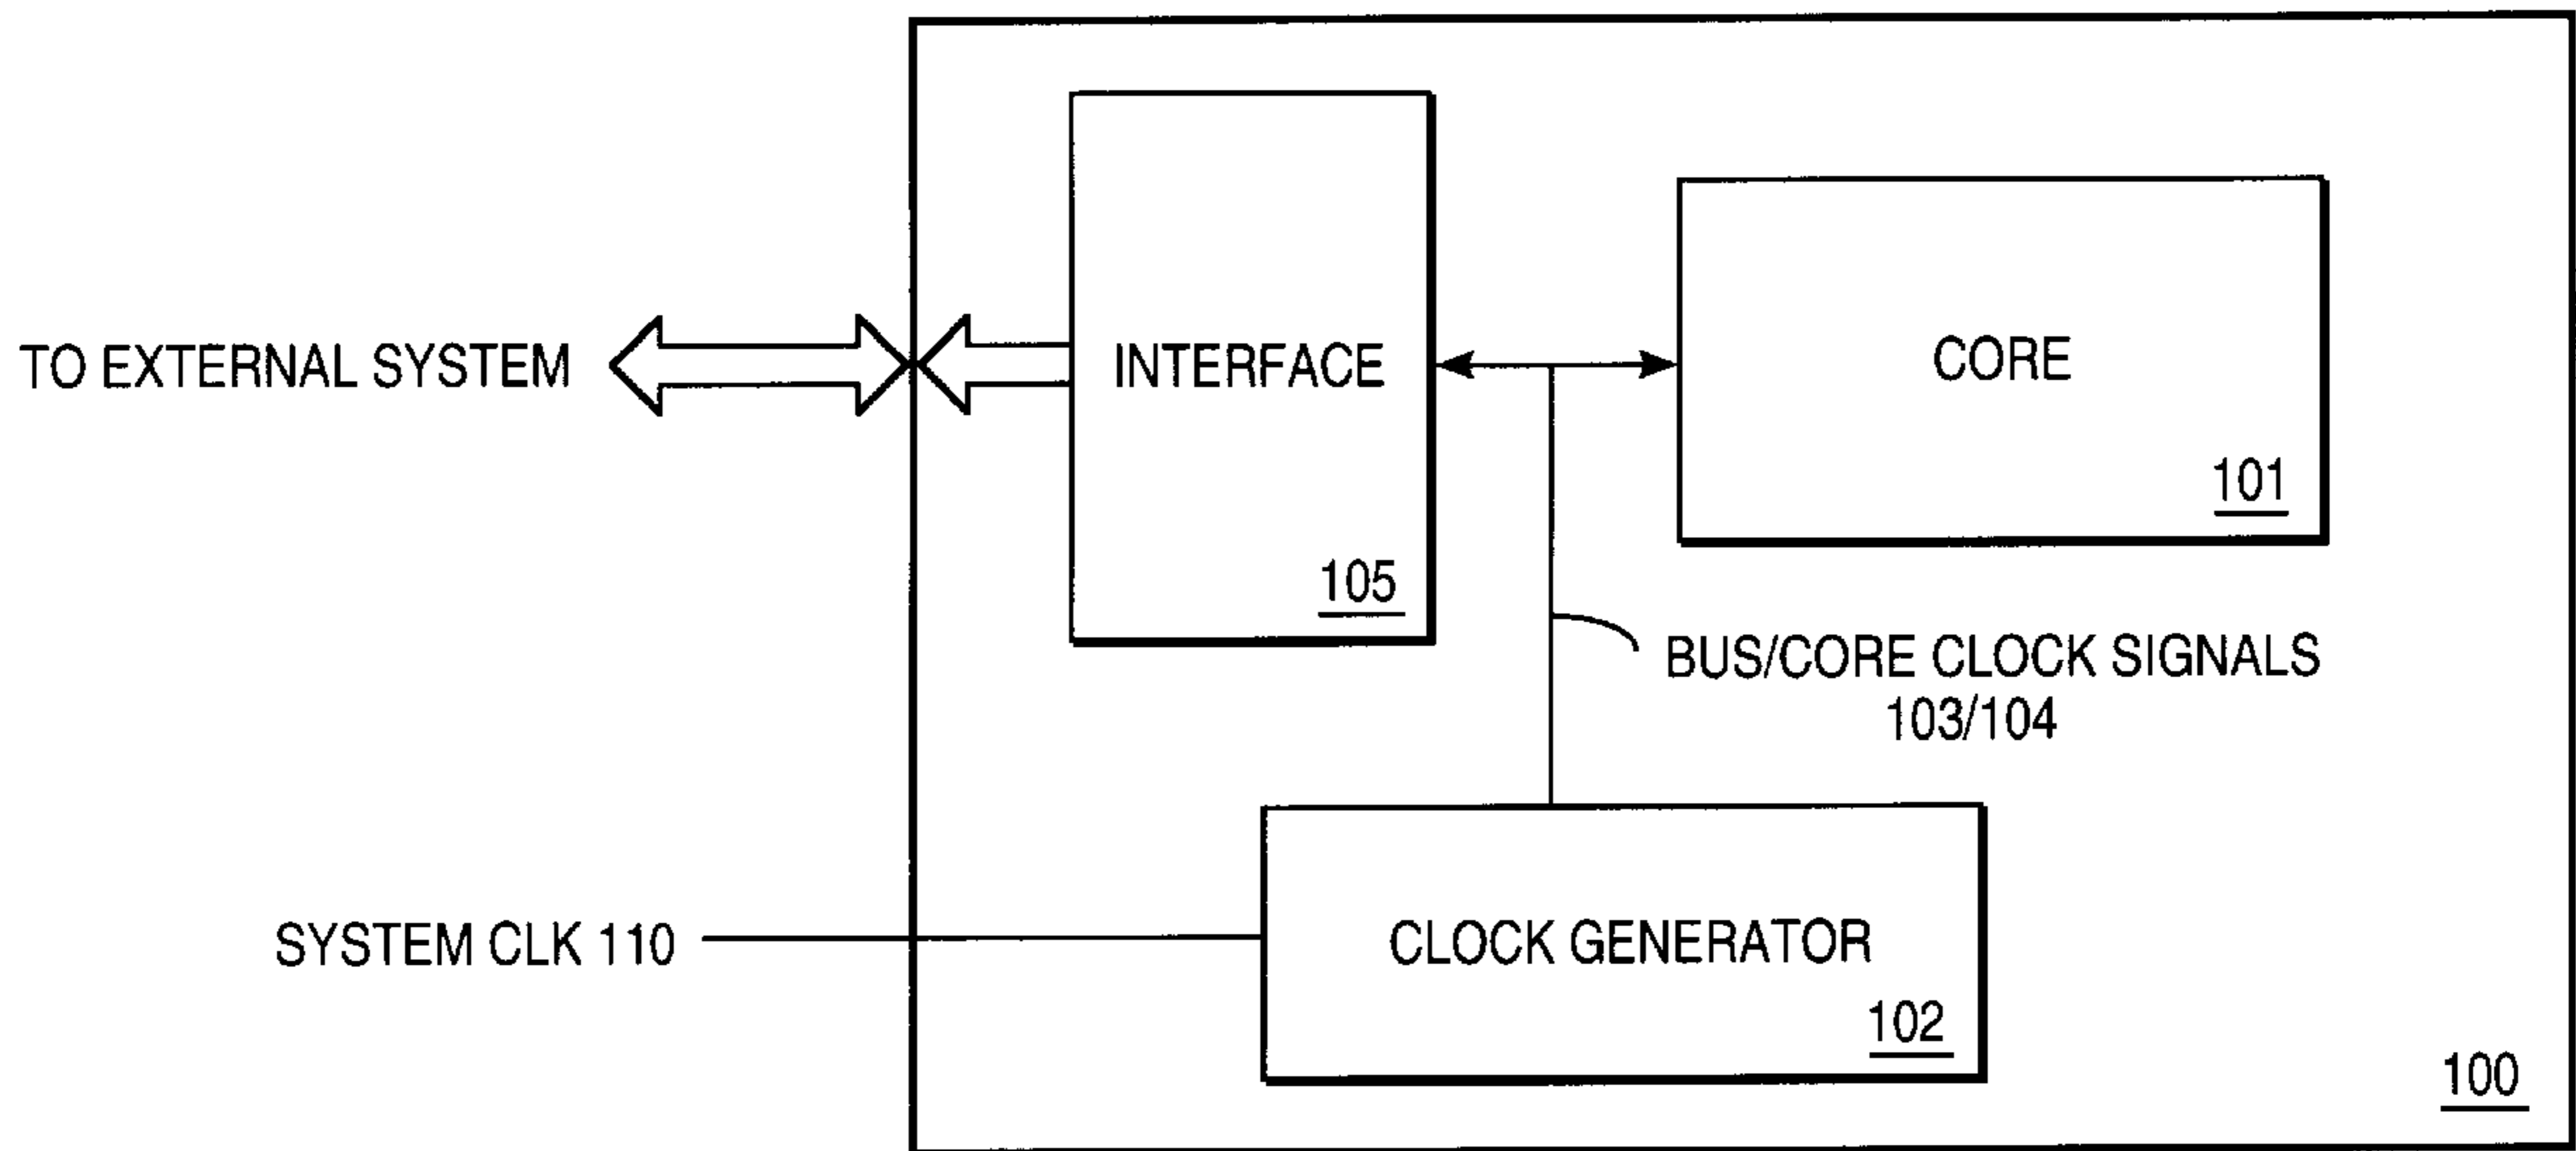 TO EXTERNAL SYSTEM
INTERFACE
105
CORE
101
BUS/CORE CLOCK SIGNALS
103/104
SYSTEM CLK 110
CLOCK GENERATOR
102
100